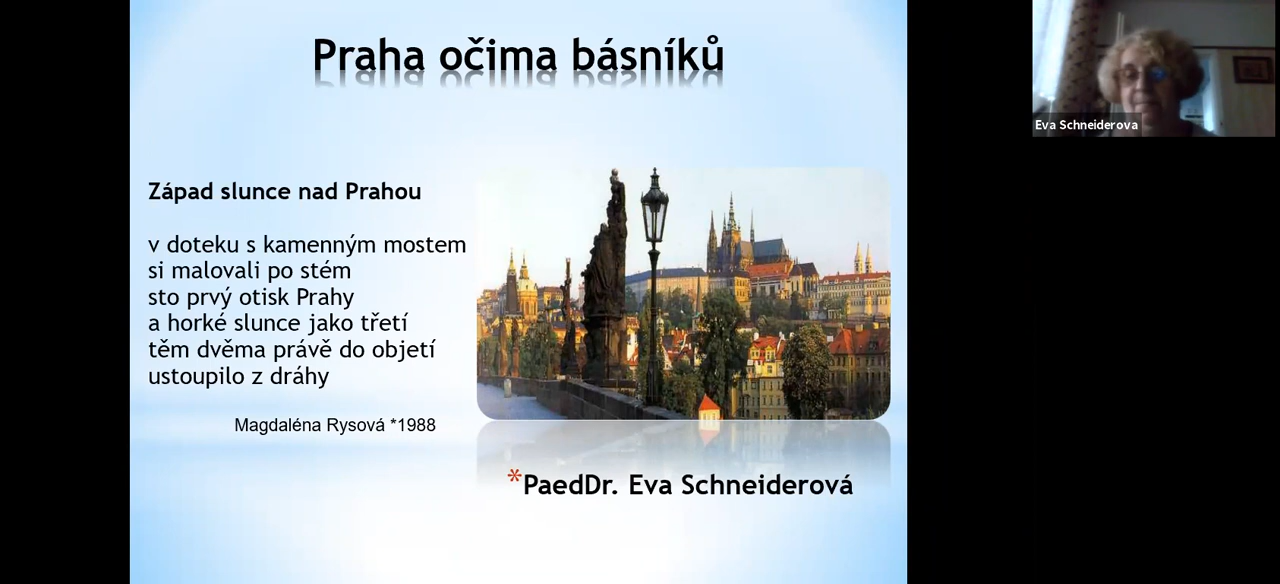 Praha očima básníků
Západ slunce nad Prahou
v doteku s kamenným mostem
si malovali po stém
sto prvý otisk Prahy
a horké slunce jako třetí
těm dvěma právě do objetí
ustoupilo z dráhy
Magdaléna Rysová *1988
*PaedDr. Eva Schneiderová
Eva Schneiderova